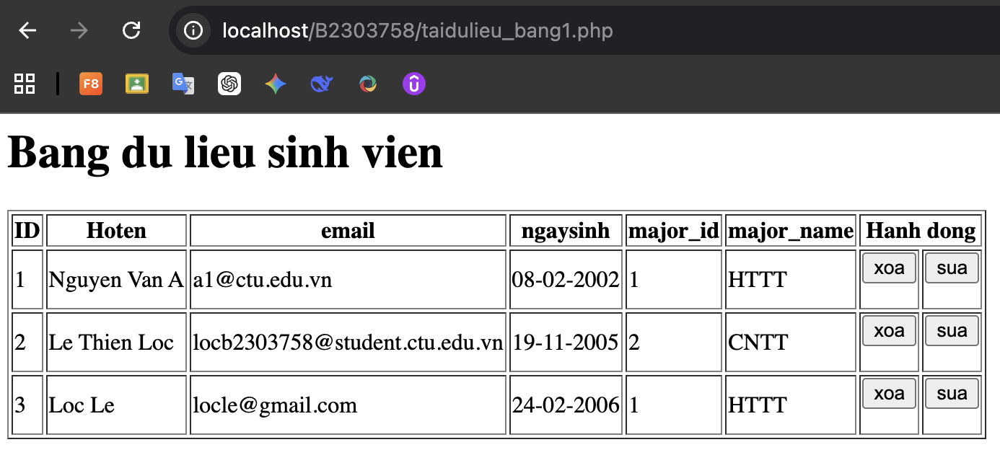 localhost/B2303758/taidulieu_bang1.php
F8
G 文
Bang du lieu sinh vien
ID Hoten email ngaysinh major_id major_name Hanh dong
1 Nguyen Van A a1@ctu.edu.vn 08-02-2002 1 HTTT xoa sua
2 Le Thien Loc locb2303758@student.ctu.edu.vn 19-11-2005 2 CNTT xoa sua
3 Loc Le locle@gmail.com 24-02-2006 1 HTTT xoa sua